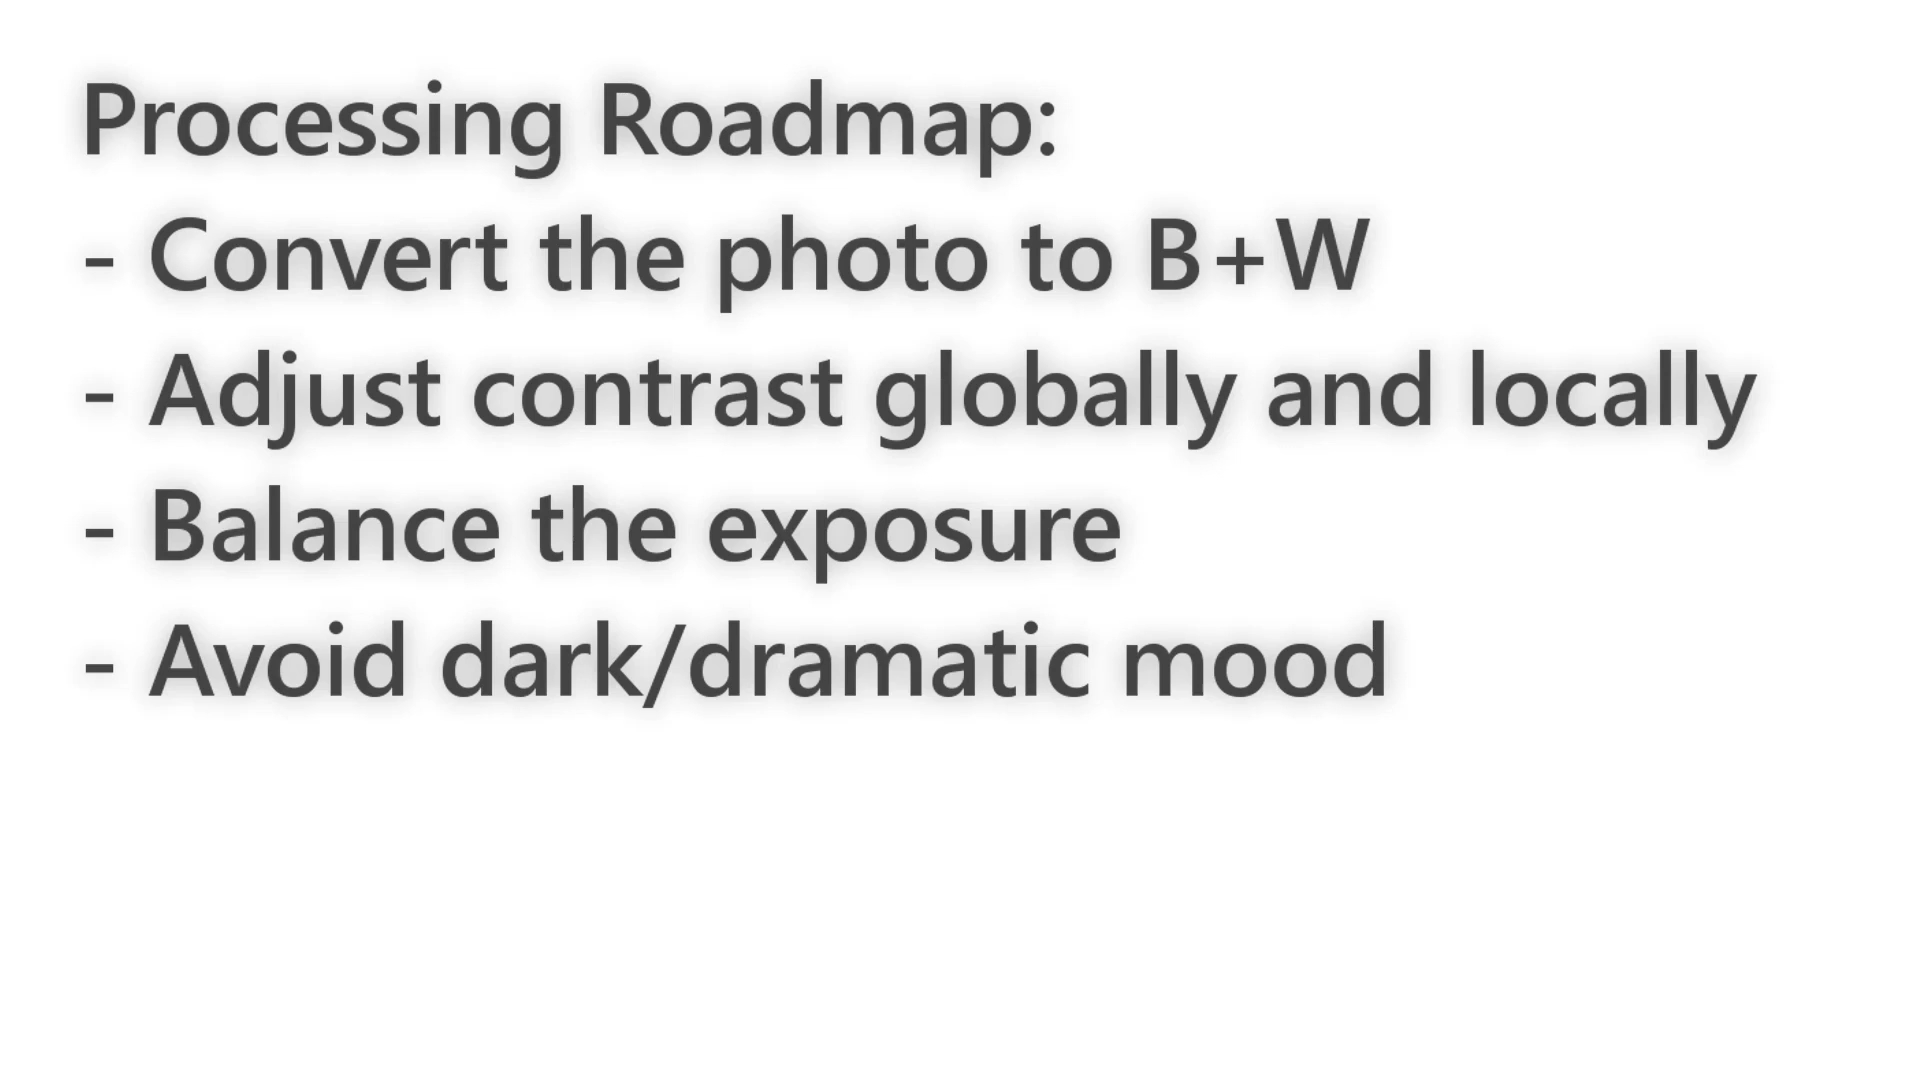 Processing Roadmap:
- Convert the photo to B+W
- Adjust contrast globally and locally
- Balance the exposure
- Avoid dark/dramatic mood